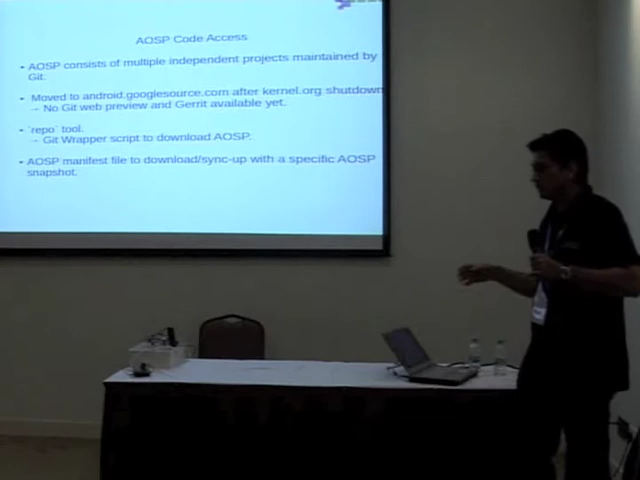 AOSP Code Access
• AOSP consists of multiple independent projects maintained by
Git.
• Moved to android.googlesource.com after kernel.org shutdown
→ No Git web preview and Gerrit available yet.
• `repo` tool.
→ Git Wrapper script to download AOSP.
• AOSP manifest file to download/sync-up with a specific AOSP
snapshot.